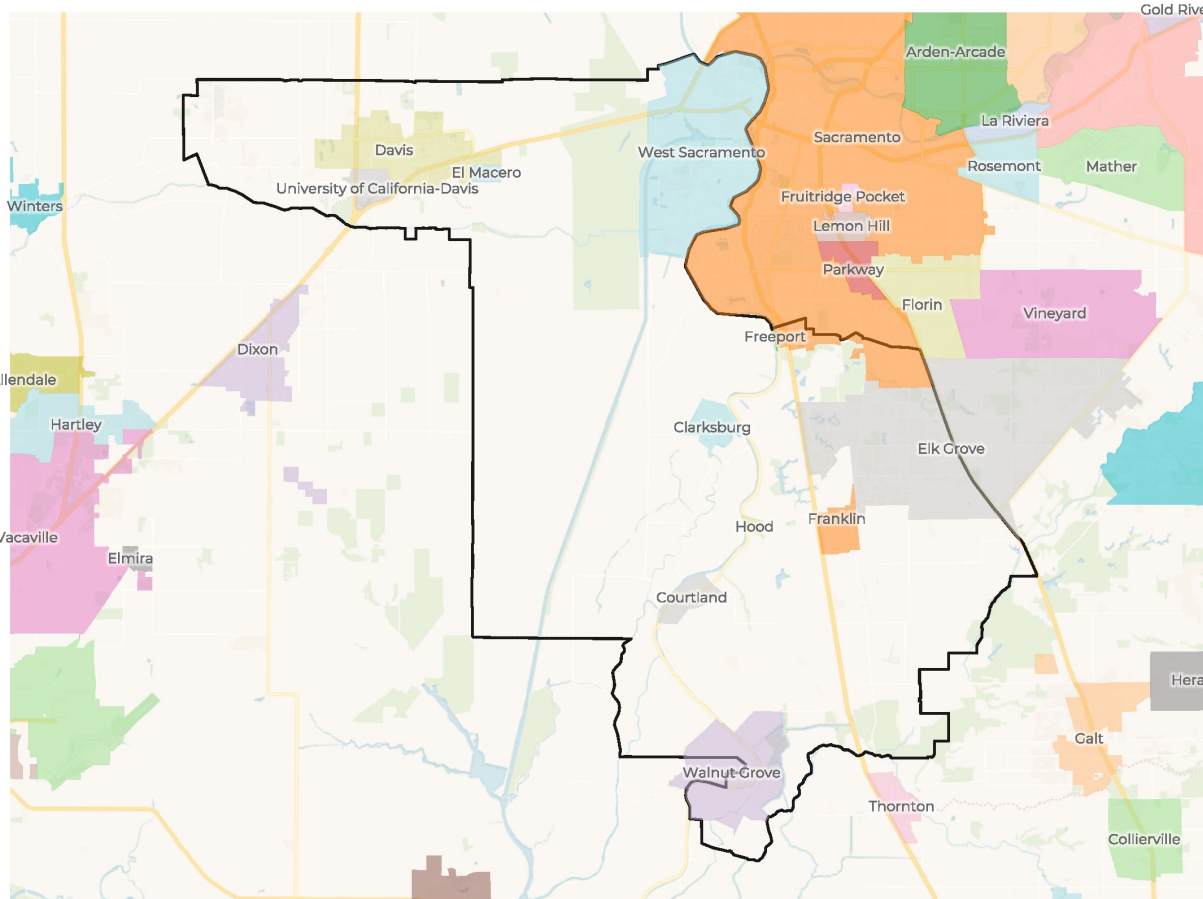 Gold Rive
Arden-Arcade
La Riviera
Sacramento
Davis
West Sacramento
El Macero
Rosemont
Mather
University of California-Davis
Fruitridge Pocket
Winters
Lemon Hill
Parkway
Florin
Vineyard
Freeport
Dixon
llendale
Hartley
Clarksburg
Elk Grove
Franklin
Hood
Vacaville
Elmira
Courtland
Hera
Galt
Walnut Grove
Thornton
Collierville